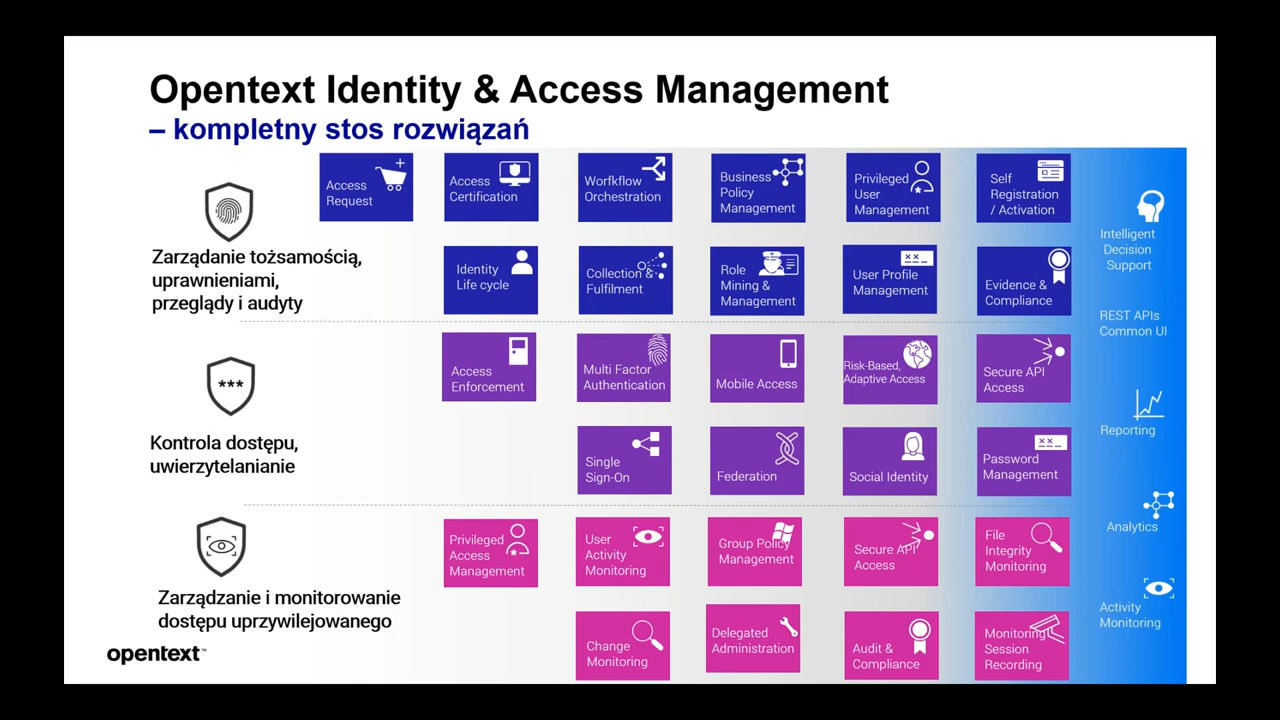 Opentext Identity & Access Management
– kompletny stos rozwiązań
Access
Request
Access
Certification
Worfkflow
Orchestration
Business
Policy
Management
Privileged
User
Management
Self
Registration
/ Activation
Zarządanie tożsamością,
uprawnieniami,
przeglądy i audyty
Identity
Life cycle
Collection &
Fulfilment
Role
Mining &
Management
User Profile
Management
Evidence &
Compliance
Intelligent
Decision
Support
REST APIs
Common UI
Reporting
Analytics
Activity
Monitoring
***
Kontrola dostępu,
uwierzytelanianie
Access
Enforcement
Multi Factor
Authentication
Mobile Access
Risk-Based,
Adaptive Access
Secure API
Access
Single
Sign-On
Federation
Social Identity
Password
Management
Zarządzanie i monitorowanie
dostępu uprzywilejowanego
Privileged
Access
Management
User
Activity
Monitoring
Group Policy
Management
Secure API
Access
File
Integrity
Monitoring
Change
Monitoring
Delegated
Administration
Audit &
Compliance
Monitoring
Session
Recording
opentext™